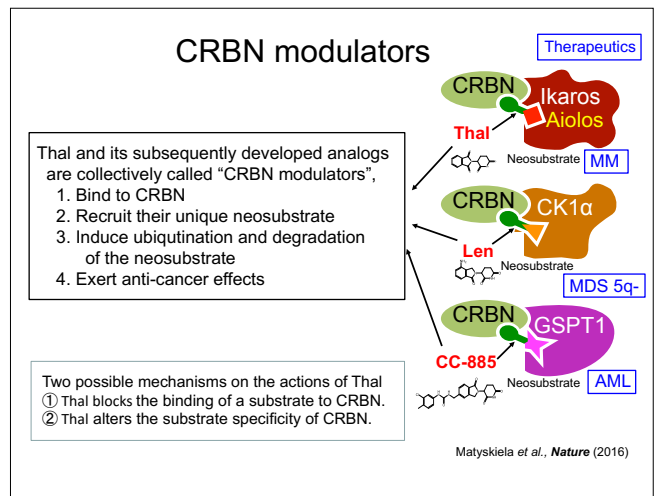 CRBN modulators
Therapeutics
CRBN
Ikaros
Aiolos
Thal
Neosubstrate
MM
Thal and its subsequently developed analogs
are collectively called “CRBN modulators”,
1. Bind to CRBN
2. Recruit their unique neosubstrate
3. Induce ubiqutination and degradation
of the neosubstrate
4. Exert anti-cancer effects
CRBN
CK1α
Len
Neosubstrate
MDS 5q-
CRBN
GSPT1
CC-885
Neosubstrate
AML
Two possible mechanisms on the actions of Thal
① Thal blocks the binding of a substrate to CRBN.
② Thal alters the substrate specificity of CRBN.
Matyskiela et al., Nature (2016)